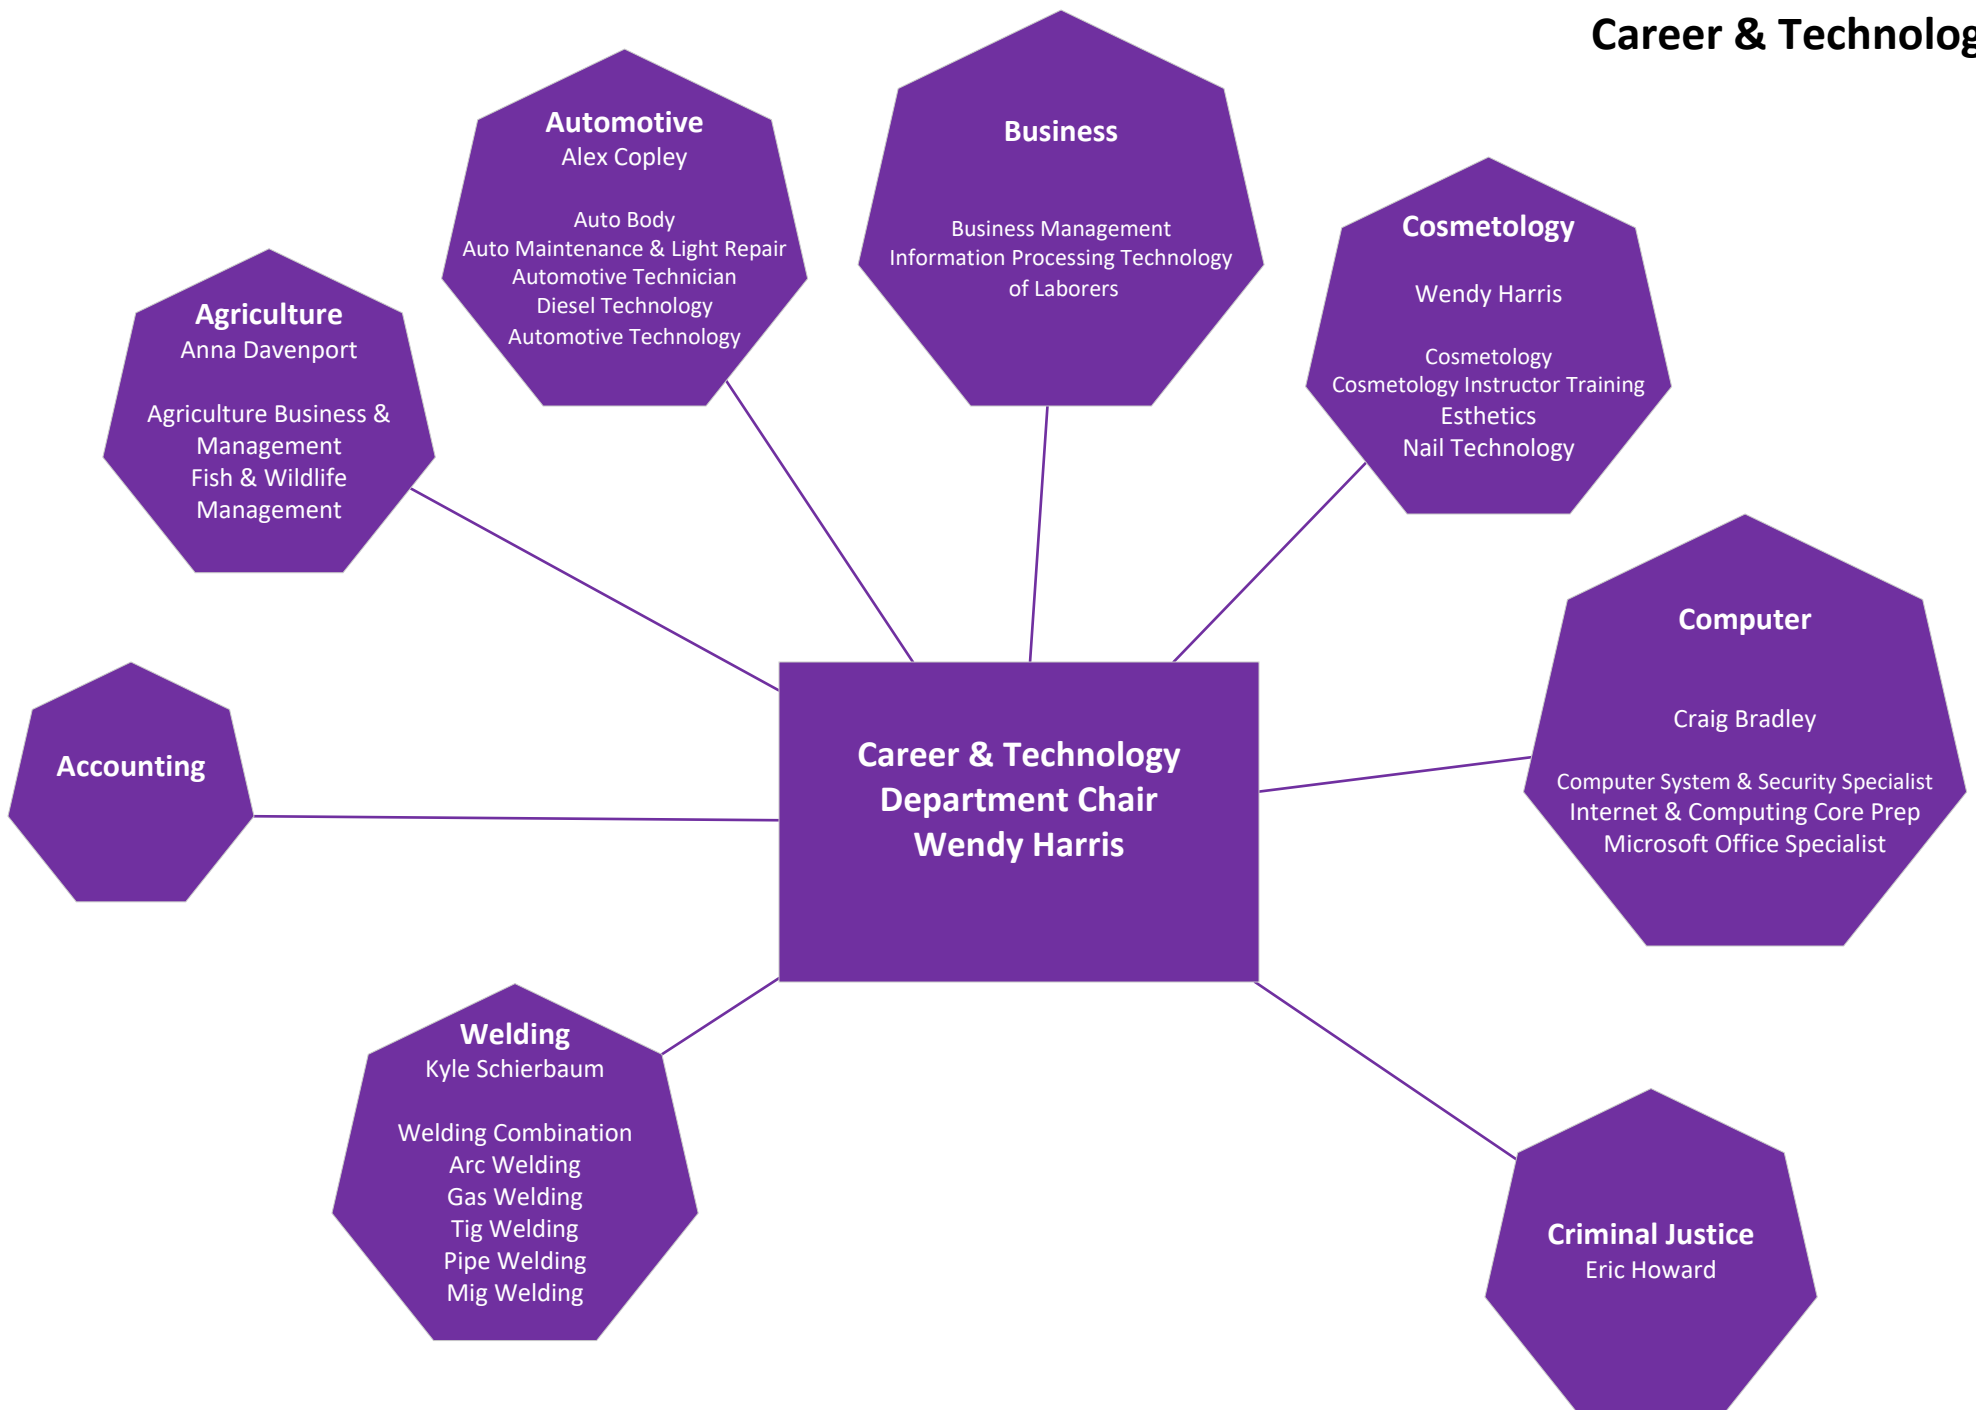 Career & Technolog
Automotive
Alex Copley
Auto Body
Auto Maintenance & Light Repair
Automotive Technician
Diesel Technology
Automotive Technology
Business
Business Management
Information Processing Technology
of Laborers
Cosmetology
Wendy Harris
Cosmetology
Cosmetology Instructor Training
Esthetics
Nail Technology
Agriculture
Anna Davenport
Agriculture Business &
Management
Fish & Wildlife
Management
Computer
Craig Bradley
Computer System & Security Specialist
Internet & Computing Core Prep
Microsoft Office Specialist
Accounting
Career & Technology
Department Chair
Wendy Harris
Welding
Kyle Schierbaum
Welding Combination
Arc Welding
Gas Welding
Tig Welding
Pipe Welding
Mig Welding
Criminal Justice
Eric Howard